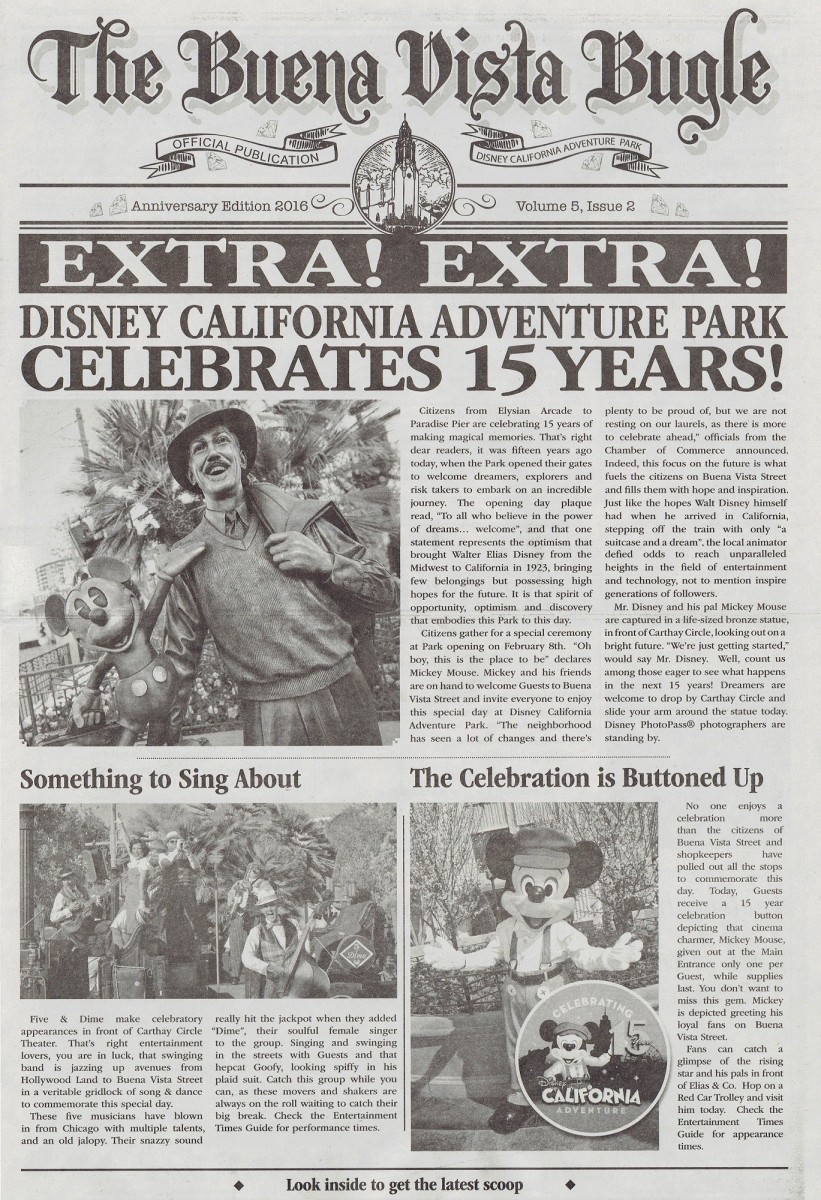 The Buena Vista Bugle
OFFICIAL PUBLICATION
DISNEY CALIFORNIA ADVENTURE PARK
Anniversary Edition 2016
Volume 5, Issue 2
EXTRA! EXTRA!
DISNEY CALIFORNIA ADVENTURE PARK
CELEBRATES 15 YEARS!
Citizens from Elysian Arcade to
Paradise Pier are celebrating 15 years of
making magical memories. That's right
dear readers, it was fifteen years ago
today, when the Park opened their gates
to welcome dreamers, explorers and
risk takers to embark on an incredible
journey. The opening day plaque
read, "To all who believe in the power
of dreams… welcome", and that one
statement represents the optimism that
brought Walter Elias Disney from the
Midwest to California in 1923, bringing
few belongings but possessing high
hopes for the future. It is that spirit of
opportunity, optimism and discovery
that embodies this Park to this day.
Citizens gather for a special ceremony
at Park opening on February 8th. "Oh
boy, this is the place to be" declares
Mickey Mouse. Mickey and his friends
are on hand to welcome Guests to Buena
Vista Street and invite everyone to enjoy
this special day at Disney California
Adventure Park. "The neighborhood
has seen a lot of changes and there's
plenty to be proud of, but we are not
resting on our laurels, as there is more
to celebrate ahead," officials from the
Chamber of Commerce announced.
Indeed, this focus on the future is what
fuels the citizens on Buena Vista Street
and fills them with hope and inspiration.
Just like the hopes Walt Disney himself
had when he arrived in California,
stepping off the train with only "a
suitcase and a dream", the local animator
defied odds to reach unparalleled
heights in the field of entertainment
and technology, not to mention inspire
generations of followers.
Mr. Disney and his pal Mickey Mouse
are captured in a life-sized bronze statue,
in front of Carthay Circle, looking out on a
bright future. "We're just getting started,"
would say Mr. Disney. Well, count us
among those eager to see what happens
in the next 15 years! Dreamers are
welcome to drop by Carthay Circle and
slide your arm around the statue today.
Disney PhotoPass® photographers are
standing by.
Something to Sing About
Dime
Five & Dime make celebratory
appearances in front of Carthay Circle
Theater. That's right entertainment
lovers, you are in luck, that swinging
band is jazzing up avenues from
Hollywood Land to Buena Vista Street
in a veritable gridlock of song & dance
to commemorate this special day.
These five musicians have blown
in from Chicago with multiple talents,
and an old jalopy. Their snazzy sound
really hit the jackpot when they added
"Dime", their soulful female singer
to the group. Singing and swinging
in the streets with Guests and that
hepcat Goofy, looking spiffy in his
plaid suit. Catch this group while you
can, as these movers and shakers are
always on the roll waiting to catch their
big break. Check the Entertainment
Times Guide for performance times.
The Celebration is Buttoned Up
CELEBRATING
Disney
CALIFORNIA
ADVENTURE
No one enjoys a
celebration more
than the citizens of
Buena Vista Street and
shopkeepers have
pulled out all the stops
to commemorate this
day. Today, Guests
receive a 15 year
celebration button
depicting that cinema
charmer, Mickey Mouse,
given out at the Main
Entrance only one per
Guest, while supplies
last. You don't want to
miss this gem. Mickey
is depicted greeting his
loyal fans on Buena
Vista Street.
Fans can catch a
glimpse of the rising
star and his pals in front
of Elias & Co. Hop on a
Red Car Trolley and visit
him today. Check the
Entertainment Times
Guide for appearance
times.
Look inside to get the latest scoop